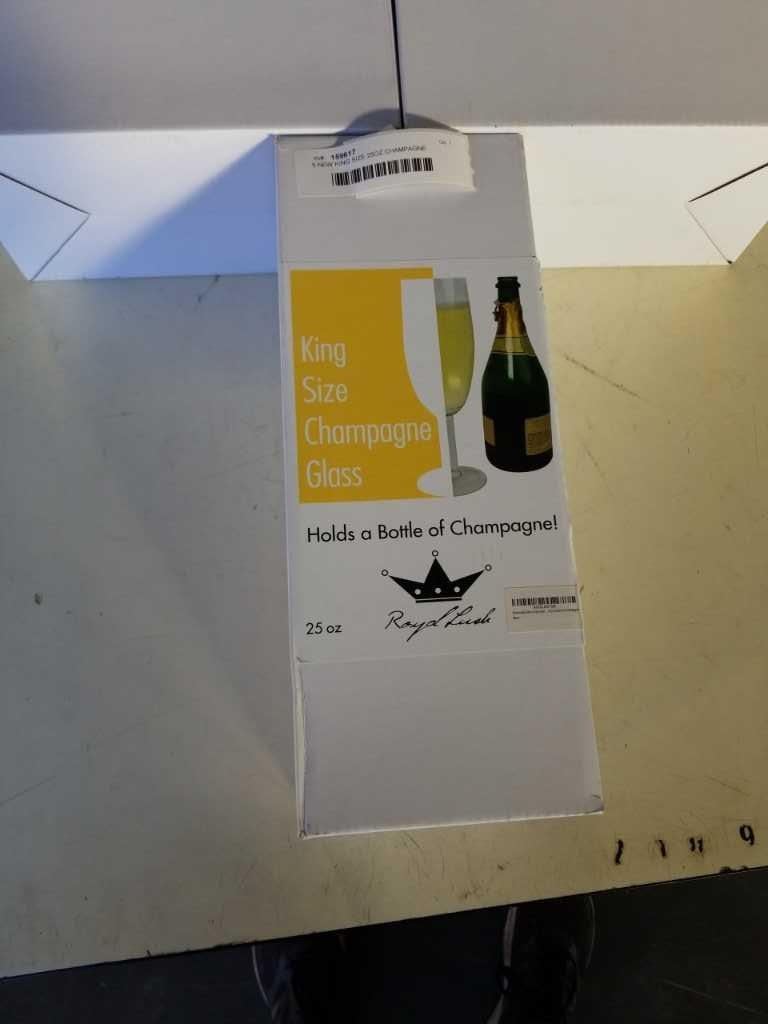 159617
5 NEW KING SIZE 25OZ CHAMPAGNE
King
Size
Champagne
Glass
Holds a Bottle of Champagne!
25 oz
Royal Lush